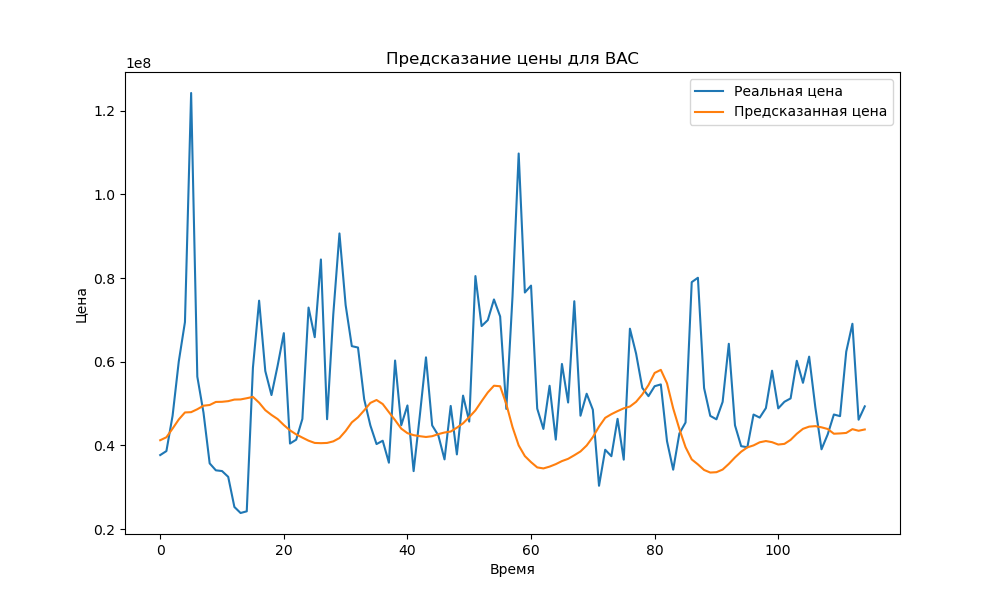 Предсказание цены для BAC
1e8
Реальная цена
Предсказанная цена
1.2
1.0
0.8
0.6
0.4
0.2
Цена
0 20 40 60 80 100
Время